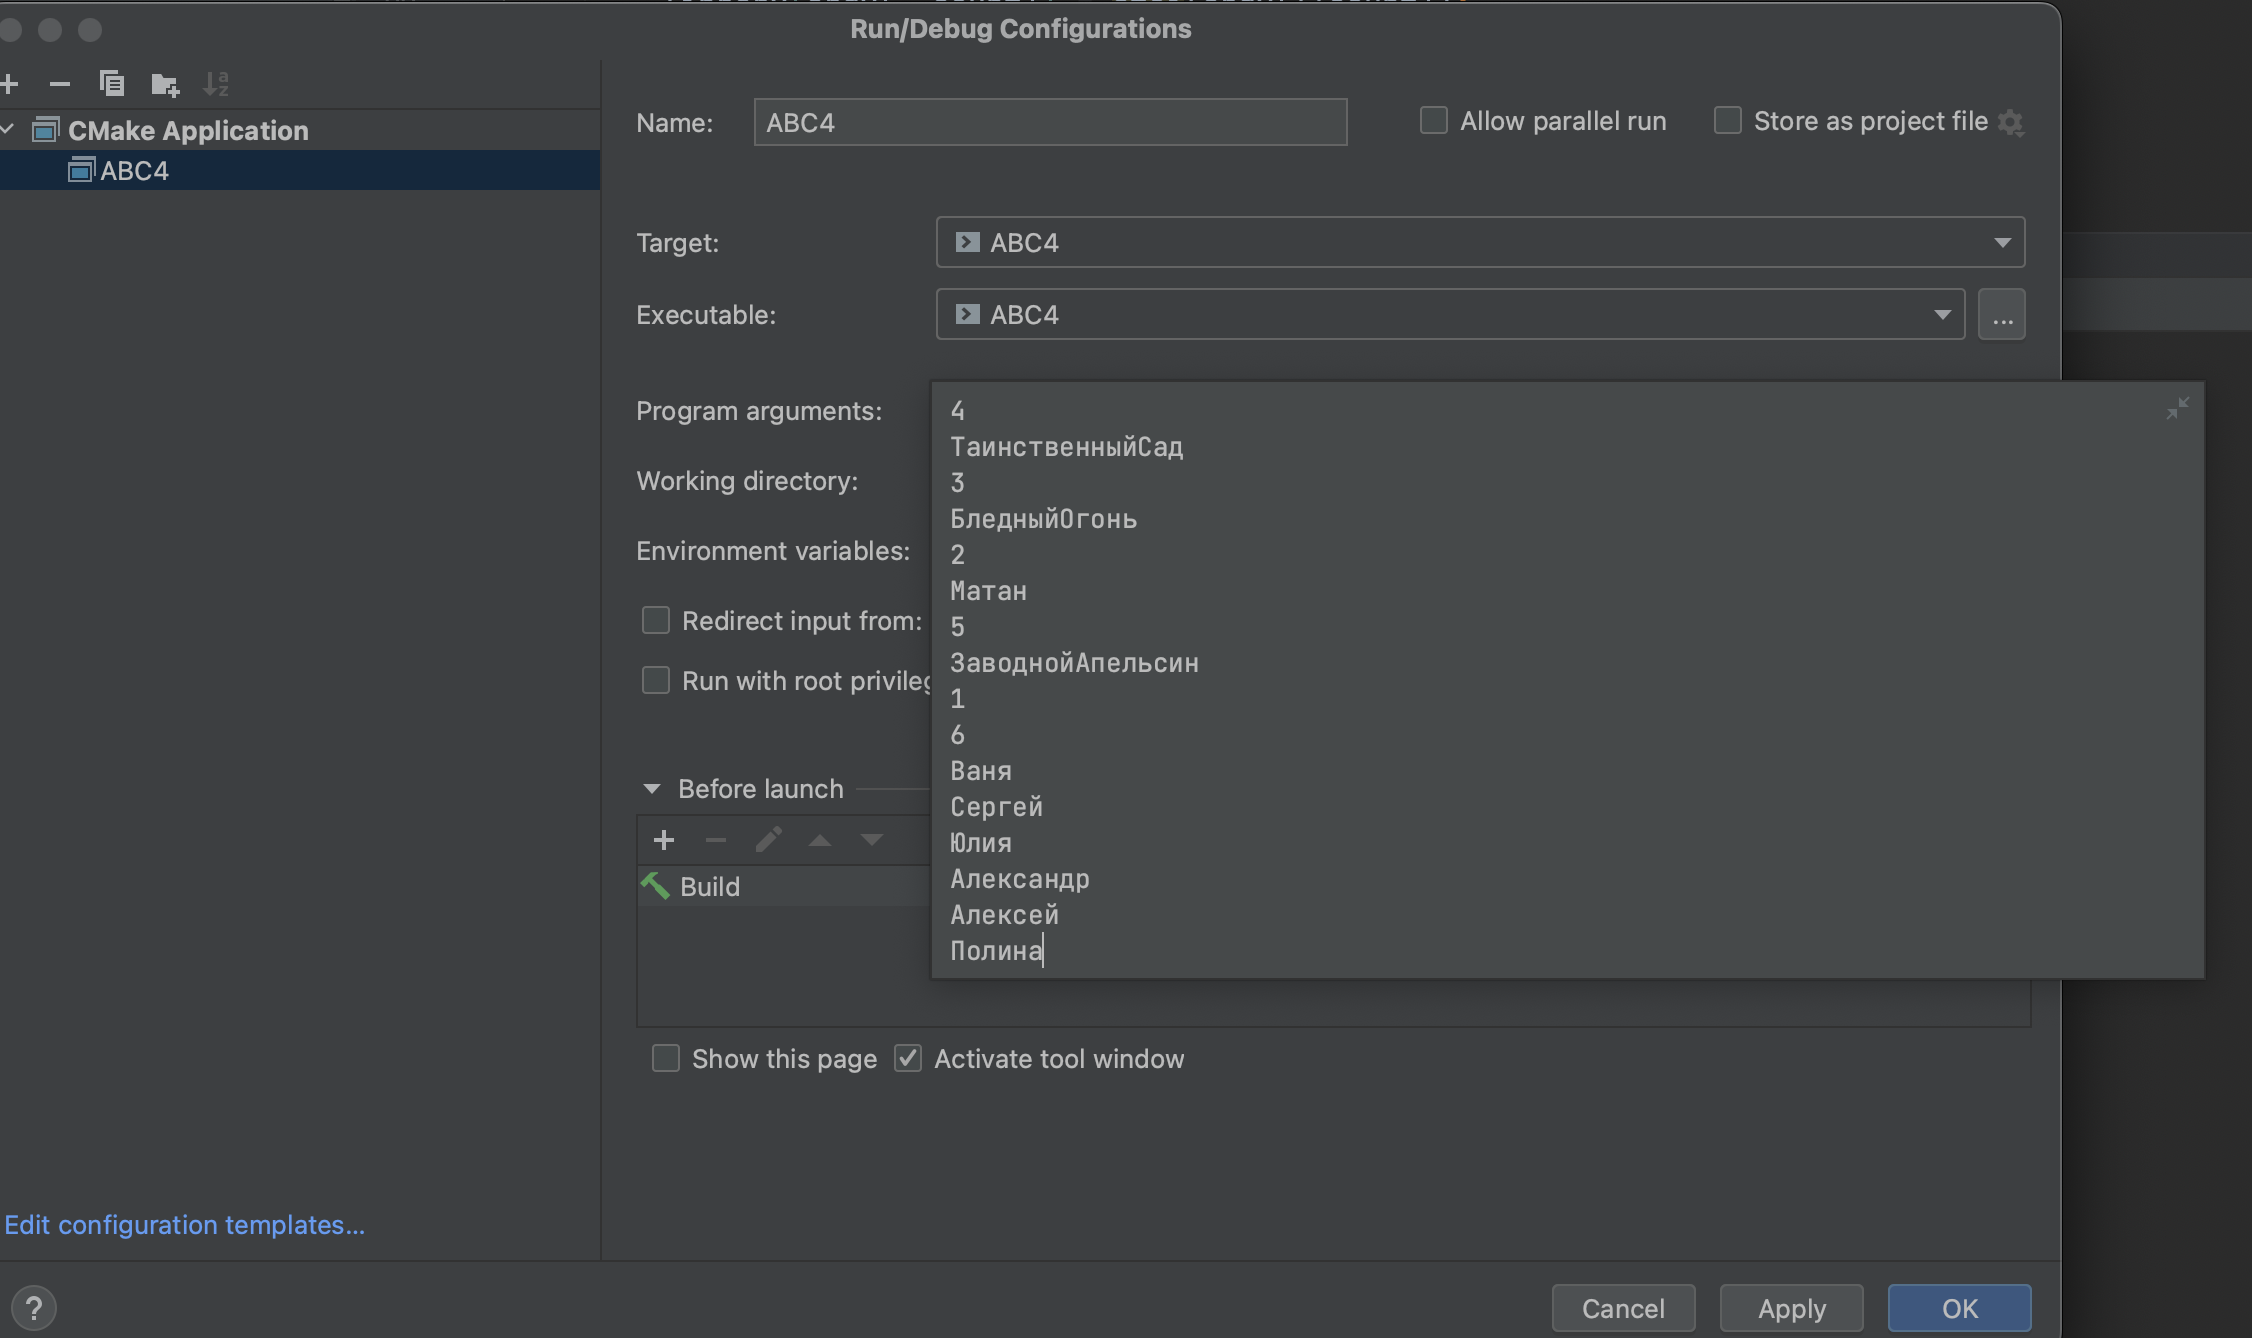 Run/Debug Configurations
CMake Application
ABC4
Name: ABC4
Allow parallel run
Store as project file
Target: ABC4
Executable: ABC4
...
Program arguments:
4
ТаинственныйСад
3
БледныйОгонь
2
Матан
5
ЗаводнойАпельсин
1
6
Ваня
Сергей
Юлия
Александр
Алексей
Полина
Working directory:
Environment variables:
Redirect input from:
Run with root
Before launch
Build
Show this page
Activate tool window
Edit configuration templates...
?
Cancel
Apply
OK